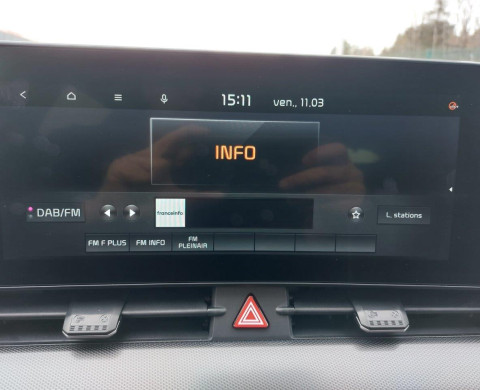 15:11 ven., 11.03
INFO
DAB/FM franceinfo L. stations
FM F PLUS FM INFO FM PLEINAIR